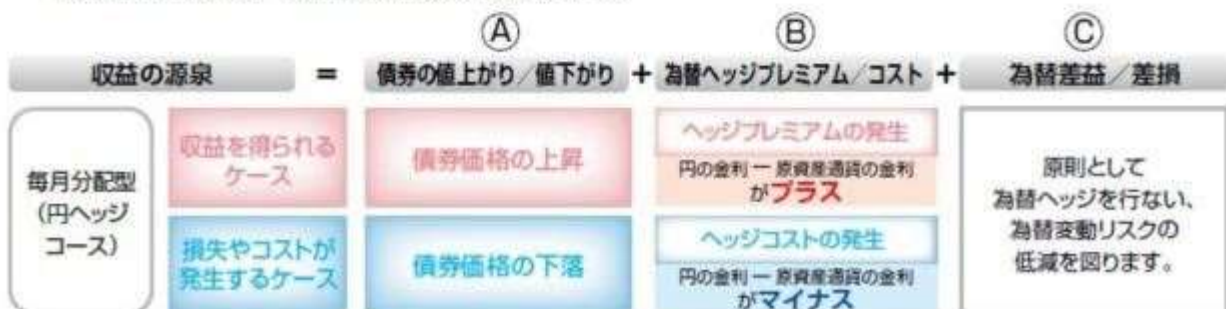 Ⓐ Ⓑ Ⓒ
収益の源泉 = 債券の値上がり／値下がり + 為替ヘッジプレミアム／コスト + 為替差益／差損
毎月分配型
(円ヘッジ
コース)
収益を得られる
ケース
債券価格の上昇
ヘッジプレミアムの発生
円の金利 ー 原資産通貨の金利
がプラス
損失やコストが
発生するケース
債券価格の下落
ヘッジコストの発生
円の金利 ー 原資産通貨の金利
がマイナス
原則として
為替ヘッジを行ない、
為替変動リスクの
低減を図ります。